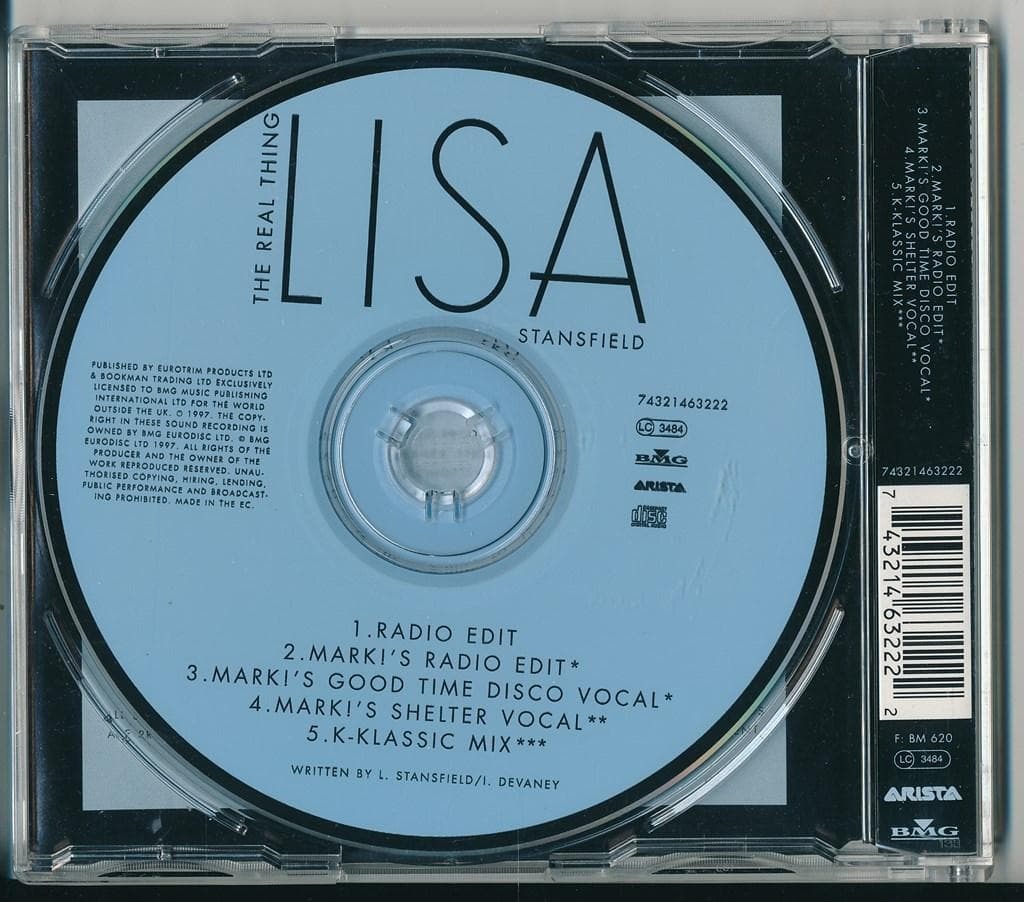 THE REAL THING
LISA
STANSFIELD
PUBLISHED BY EUROTRIM PRODUCTS LTD
& BOOKMAN TRADING LTD EXCLUSIVELY
LICENSED TO BMG MUSIC PUBLISHING
INTERNATIONAL LTD FOR THE WORLD
OUTSIDE THE UK. ℗ 1997. THE COPY-
RIGHT IN THESE SOUND RECORDING IS
OWNED BY BMG EURODISC LTD. © BMG
EURODISC LTD 1997. ALL RIGHTS OF THE
PRODUCER AND THE OWNER OF THE
WORK REPRODUCED RESERVED. UNAU-
THORISED COPYING, HIRING, LENDING,
PUBLIC PERFORMANCE AND BROADCAST-
ING PROHIBITED. MADE IN THE EC.
74321463222
LC 3484
BMG
ARISTA
COMPACT
disc
DIGITAL AUDIO
1.RADIO EDIT
2.MARK!'S RADIO EDIT*
3.MARK!'S GOOD TIME DISCO VOCAL*
4.MARK!'S SHELTER VOCAL**
5.K-KLASSIC MIX***
WRITTEN BY L. STANSFIELD/I. DEVANEY
1.RADIO EDIT
2.MARK!'S RADIO EDIT*
3.MARK!'S GOOD TIME DISCO VOCAL*
4.MARK!'S SHELTER VOCAL**
5.K-KLASSIC MIX***
74321463222
7 43214 63222 2
F: BM 620
LC 3484
ARISTA
BMG